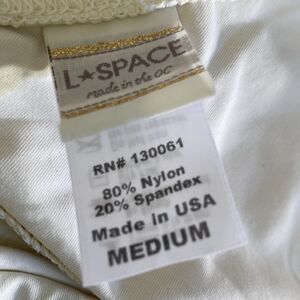 L★SPACE
made in the OC
RN# 130061
80% Nylon
20% Spandex
Made in USA
MEDIUM